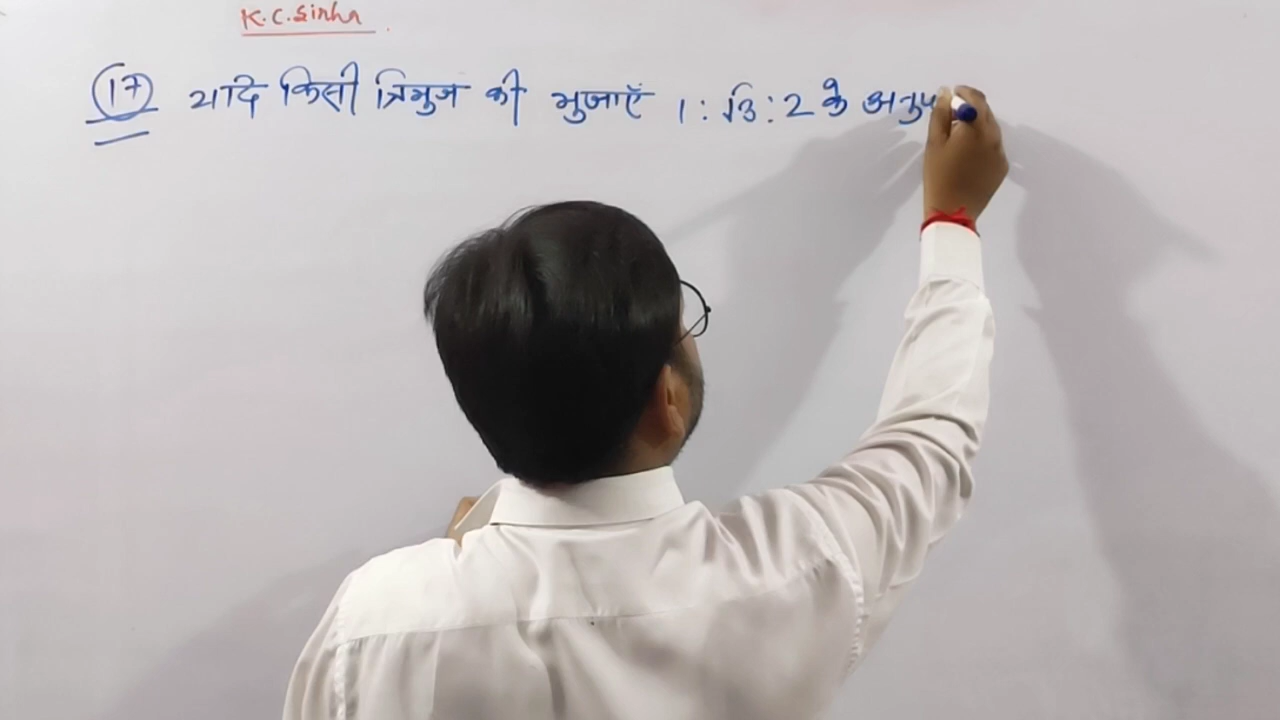 K.C.Sinha
(17) यदि किसी त्रिभुज की भुजाएँ 1 : √3 : 2 के